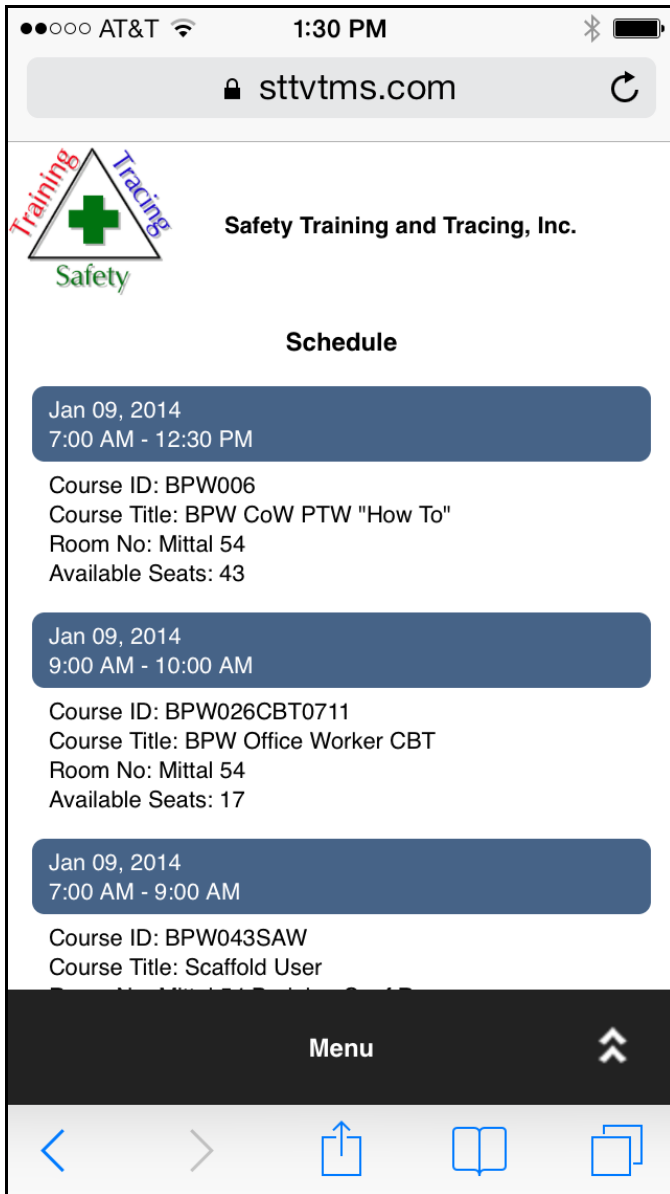 AT&T 1:30 PM
sttvtms.com
Training Tracing
Safety
Safety Training and Tracing, Inc.
Schedule
Jan 09, 2014
7:00 AM - 12:30 PM
Course ID: BPW006
Course Title: BPW CoW PTW "How To"
Room No: Mittal 54
Available Seats: 43
Jan 09, 2014
9:00 AM - 10:00 AM
Course ID: BPW026CBT0711
Course Title: BPW Office Worker CBT
Room No: Mittal 54
Available Seats: 17
Jan 09, 2014
7:00 AM - 9:00 AM
Course ID: BPW043SAW
Course Title: Scaffold User
Menu